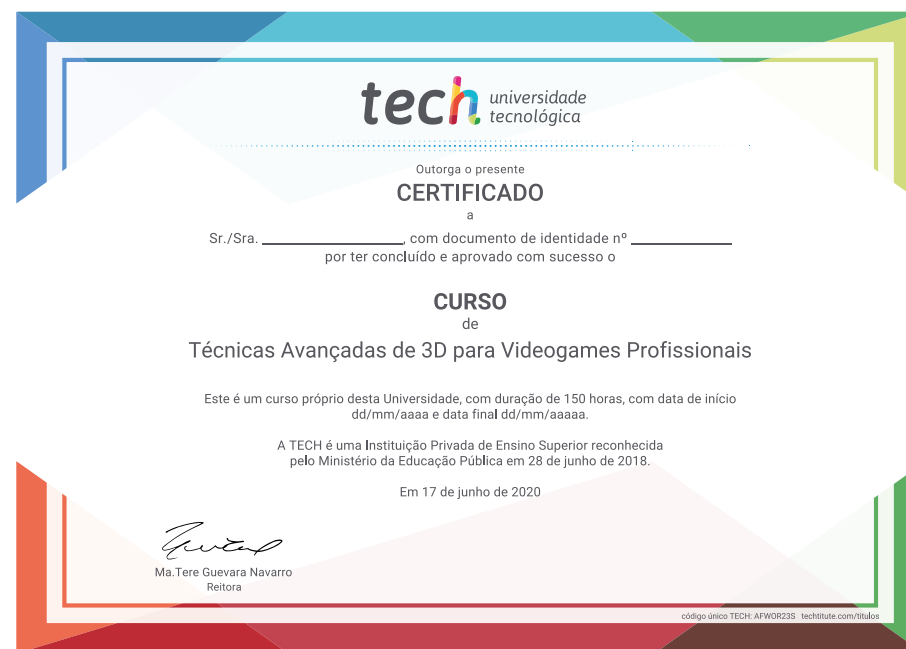 tech universidade
tecnológica
Outorga o presente
CERTIFICADO
a
Sr./Sra. ________________, com documento de identidade nº ____________
por ter concluído e aprovado com sucesso o
CURSO
de
Técnicas Avançadas de 3D para Videogames Profissionais
Este é um curso próprio desta Universidade, com duração de 150 horas, com data de início
dd/mm/aaaa e data final dd/mm/aaaaa.
A TECH é uma Instituição Privada de Ensino Superior reconhecida
pelo Ministério da Educação Pública em 28 de junho de 2018.
Em 17 de junho de 2020
Ma.Tere Guevara Navarro
Reitora
código único TECH: AFWOR23S techtitute.com/titulos